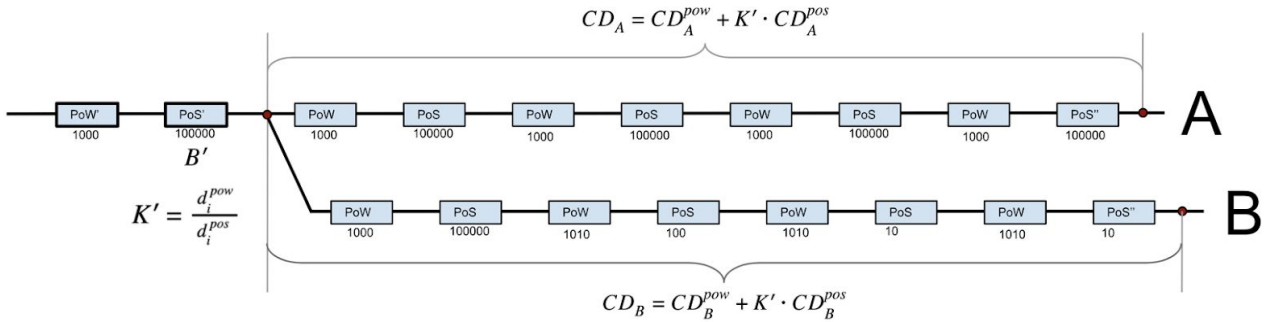 CD_A = CD_A^{pow} + K' · CD_A^{pos}
PoW' PoS' PoW PoS PoW PoS PoW PoS PoW PoS'' A
1000 100000 1000 100000 1000 100000 1000 100000 1000 100000
B'
K' = d_i^{pow} / d_i^{pos}
PoW PoS PoW PoS PoW PoS PoW PoS'' B
1000 100000 1010 100 1010 10 1010 10
CD_B = CD_B^{pow} + K' · CD_B^{pos}